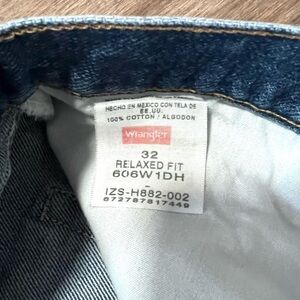 HECHO EN MEXICO CON TELA DE
EE.UU.
100% COTTON / ALGODON
Wrangler
32
RELAXED FIT
606W1DH
-
IZS-H882-002
672787817449